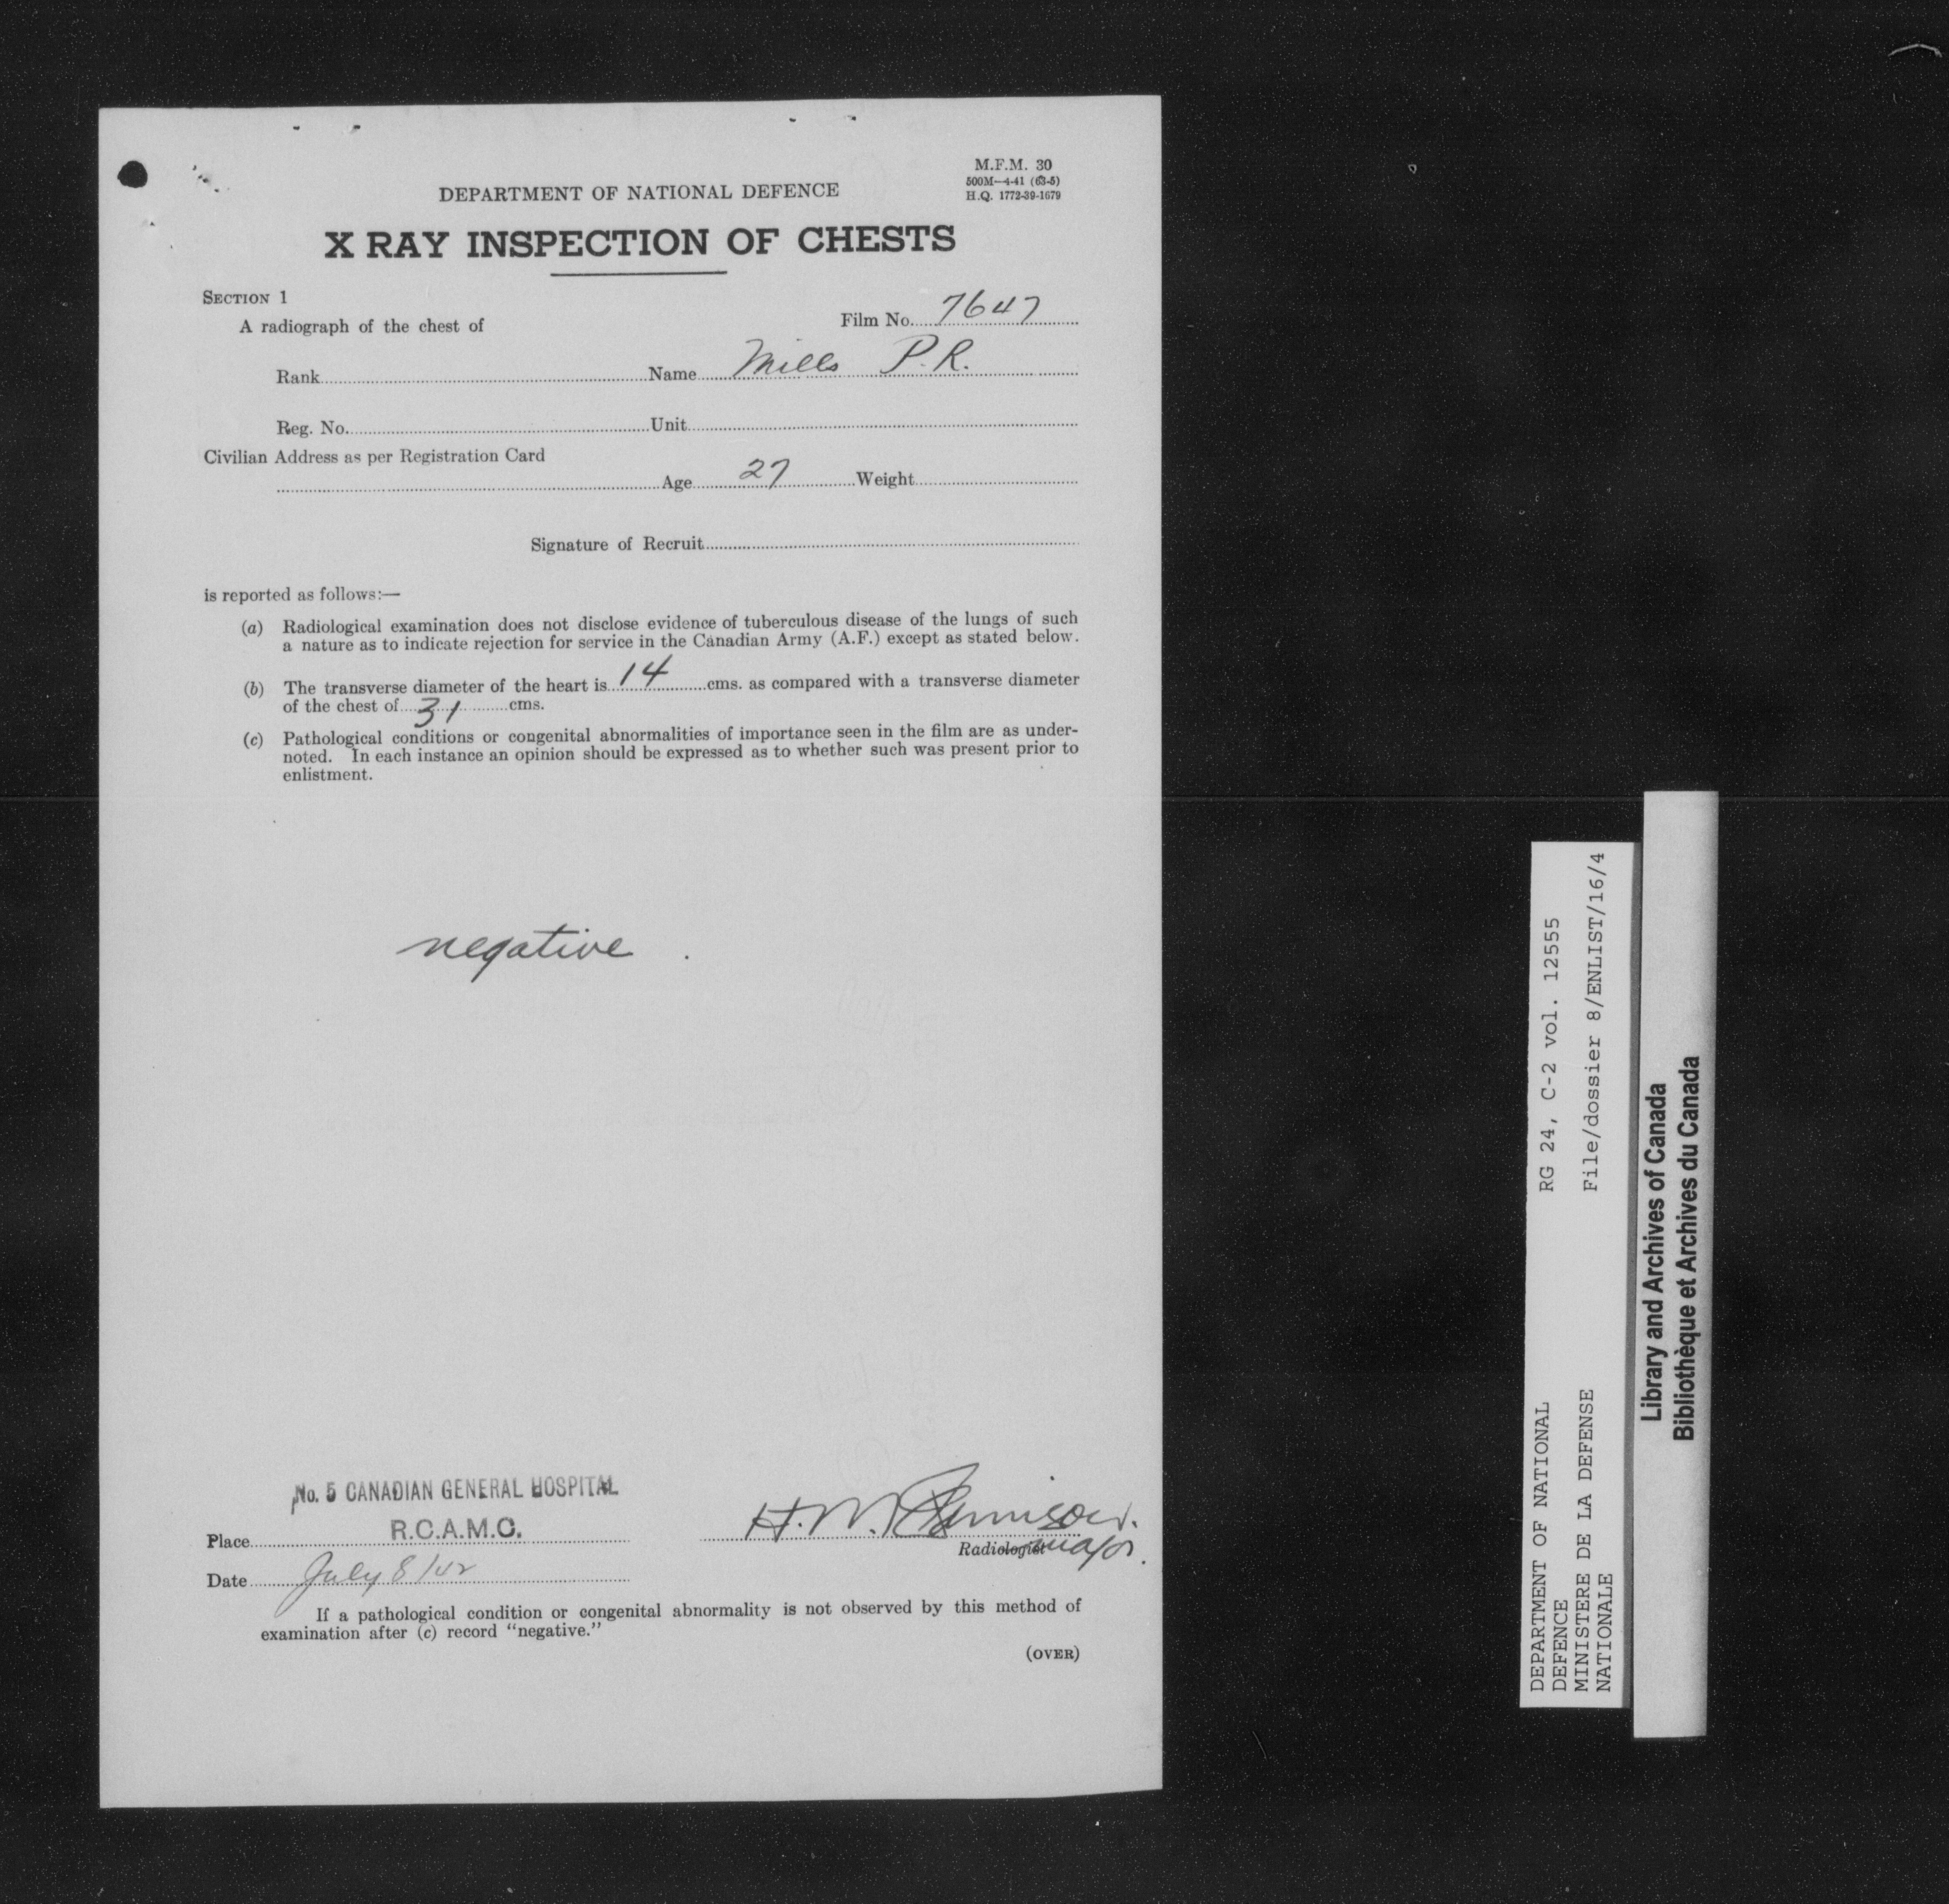 M.F.M. 30
500M—4-41 (63-5)
H.Q. 1772-39-1679
DEPARTMENT OF NATIONAL DEFENCE
X RAY INSPECTION OF CHESTS
SECTION 1
A radiograph of the chest of
Film No. 7647
Rank Name Mills P.R.
Reg. No. Unit
Civilian Address as per Registration Card
Age 27 Weight
Signature of Recruit
is reported as follows:—
(a) Radiological examination does not disclose evidence of tuberculous disease of the lungs of such
a nature as to indicate rejection for service in the Canadian Army (A.F.) except as stated below.
(b) The transverse diameter of the heart is 14 cms. as compared with a transverse diameter
of the chest of 31 cms.
(c) Pathological conditions or congenital abnormalities of importance seen in the film are as under-
noted. In each instance an opinion should be expressed as to whether such was present prior to
enlistment.
negative.
No. 5 CANADIAN GENERAL HOSPITAL
Place R.C.A.M.C. H.M.
Radiologist Major.
Date July 8/42
If a pathological condition or congenital abnormality is not observed by this method of
examination after (c) record "negative."
(OVER)
DEPARTMENT OF NATIONAL RG 24, C-2 vol. 12555
DEFENCE
MINISTERE DE LA DEFENSE File/dossier 8/ENLIST/16/4
NATIONALE
Library and Archives of Canada
Bibliothèque et Archives du Canada